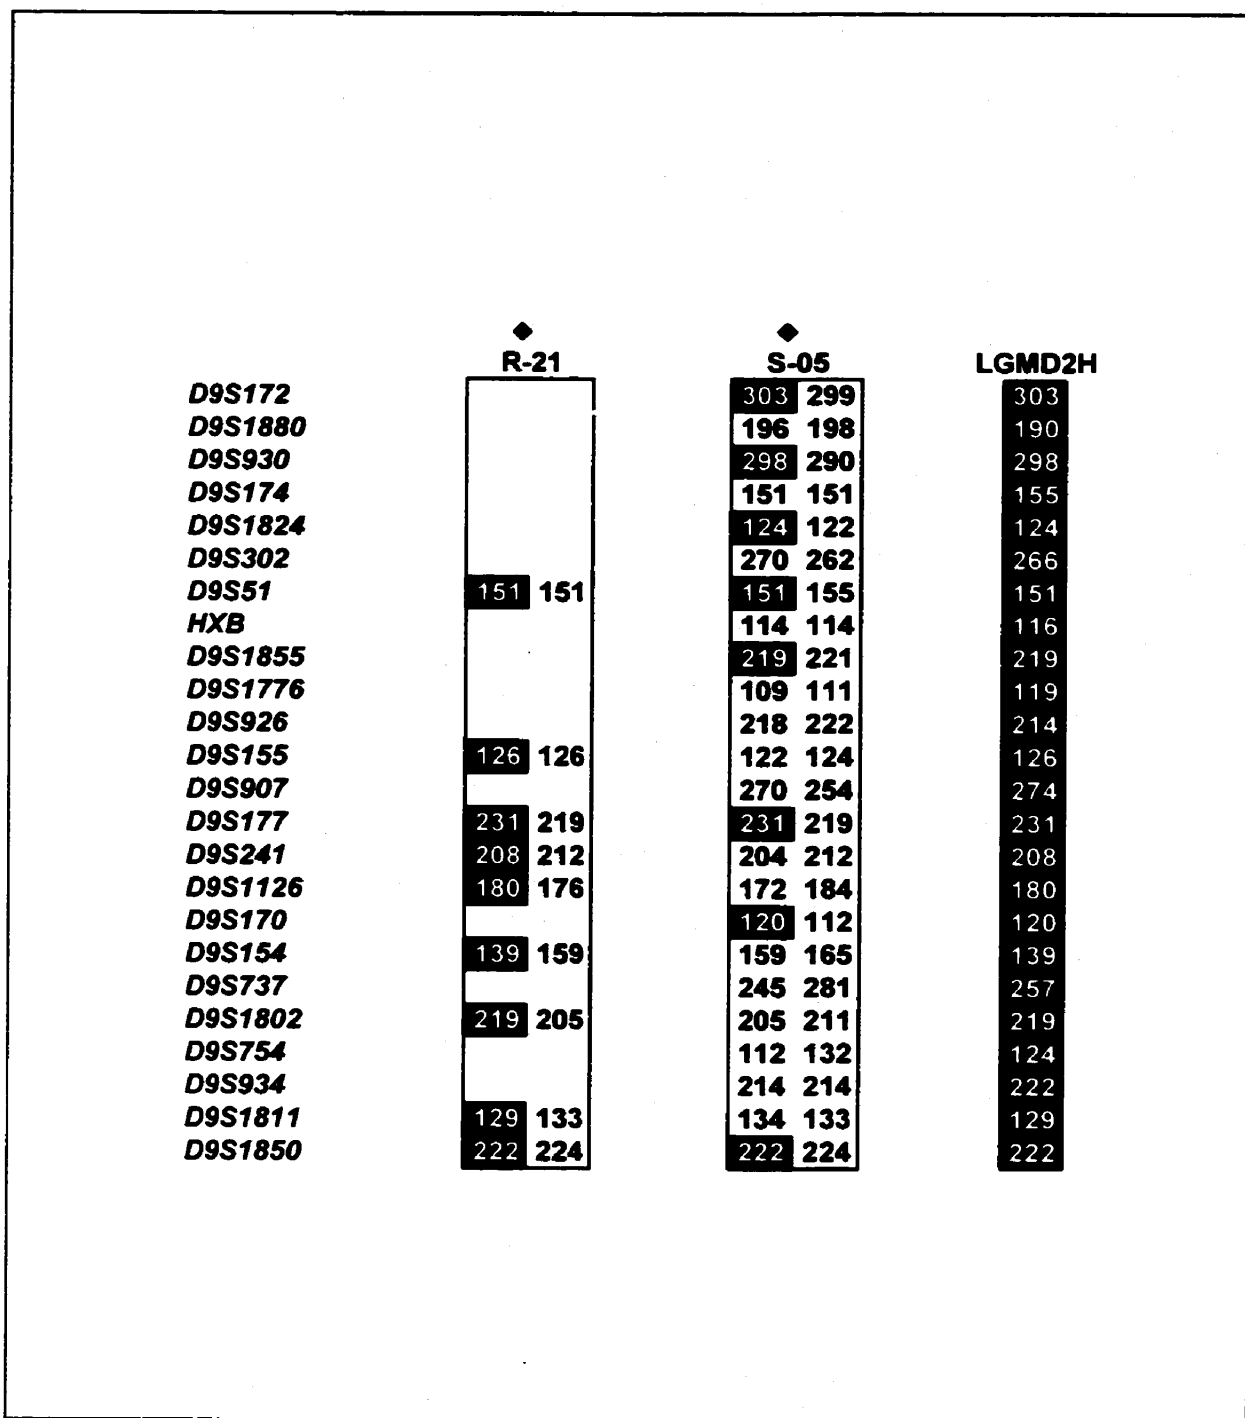 R-21 S-05 LGMD2H
D9S172 303 299 303
D9S1880 196 198 190
D9S930 298 290 298
D9S174 151 151 155
D9S1824 124 122 124
D9S302 270 262 266
D9S51 151 151 151 155 151
HXB 114 114 116
D9S1855 219 221 219
D9S1776 109 111 119
D9S926 218 222 214
D9S155 126 126 122 124 126
D9S907 270 254 274
D9S177 231 219 231 219 231
D9S241 208 212 204 212 208
D9S1126 180 176 172 184 180
D9S170 120 112 120
D9S154 139 159 159 165 139
D9S737 245 281 257
D9S1802 219 205 205 211 219
D9S754 112 132 124
D9S934 214 214 222
D9S1811 129 133 134 133 129
D9S1850 222 224 222 224 222